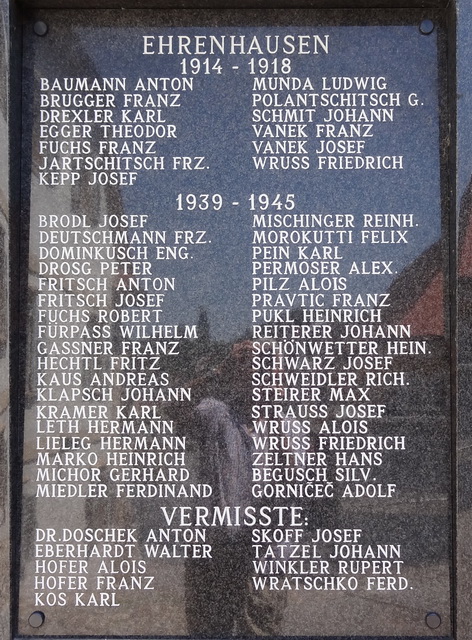 EHRENHAUSEN
1914 - 1918
BAUMANN ANTON
BRUGGER FRANZ
DREXLER KARL
EGGER THEODOR
FUCHS FRANZ
JARTSCHITSCH FRZ.
KEPP JOSEF
MUNDA LUDWIG
POLANTSCHITSCH G.
SCHMIT JOHANN
VANEK FRANZ
VANEK JOSEF
WRUSS FRIEDRICH
1939 - 1945
BRODL JOSEF
DEUTSCHMANN FRZ.
DOMINKUSCH ENG.
DROSG PETER
FRITSCH ANTON
FRITSCH JOSEF
FUCHS ROBERT
FÜRPASS WILHELM
GASSNER FRANZ
HECHTL FRITZ
KAUS ANDREAS
KLAPSCH JOHANN
KRAMER KARL
LETH HERMANN
LIELEG HERMANN
MARKO HEINRICH
MICHOR GERHARD
MIEDLER FERDINAND
MISCHINGER REINH.
MOROKUTTI FELIX
PEIN KARL
PERMOSER ALEX.
PILZ ALOIS
PRAVTIC FRANZ
PUKL HEINRICH
REITERER JOHANN
SCHÖNWETTER HEIN.
SCHWARZ JOSEF
SCHWEIDLER RICH.
STEIRER MAX
STRAUSS JOSEF
WRUSS ALOIS
WRUSS FRIEDRICH
ZELTNER HANS
BEGUSCH SILV.
GORNIČEČ ADOLF
VERMISSTE:
DR.DOSCHEK ANTON
EBERHARDT WALTER
HOFER ALOIS
HOFER FRANZ
KOS KARL
SKOFF JOSEF
TATZEL JOHANN
WINKLER RUPERT
WRATSCHKO FERD.